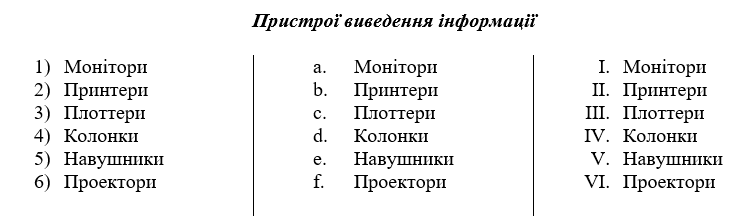 Пристрої виведення інформації
1) Монітори
2) Принтери
3) Плоттери
4) Колонки
5) Навушники
6) Проектори
a. Монітори
b. Принтери
c. Плоттери
d. Колонки
e. Навушники
f. Проектори
I. Монітори
II. Принтери
III. Плоттери
IV. Колонки
V. Навушники
VI. Проектори